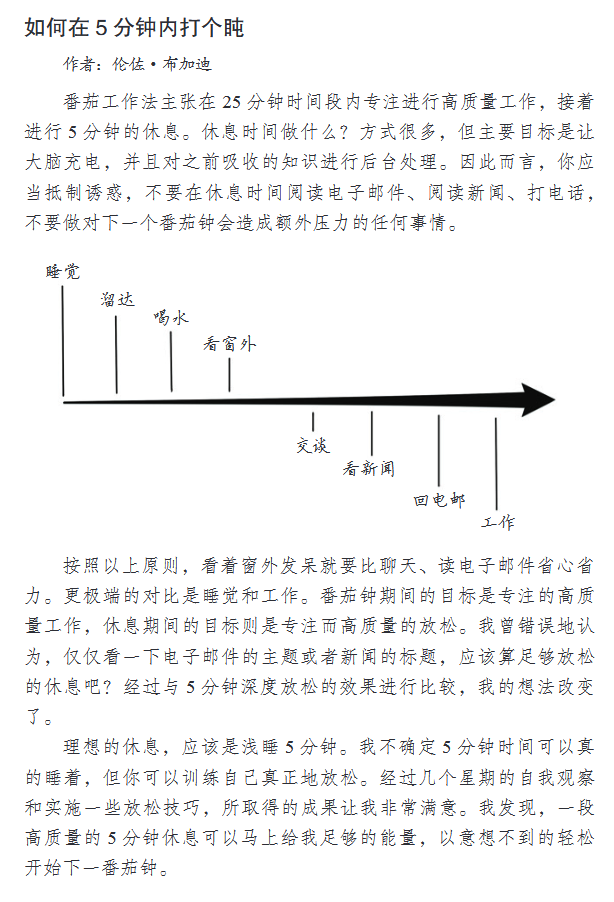 如何在 5 分钟内打个盹
作者：伦佐·布加迪
番茄工作法主张在 25 分钟时间段内专注进行高质量工作，接着
进行 5 分钟的休息。休息时间做什么？方式很多，但主要目标是让
大脑充电，并且对之前吸收的知识进行后台处理。因此而言，你应
当抵制诱惑，不要在休息时间阅读电子邮件、阅读新闻、打电话，
不要做对下一个番茄钟会造成额外压力的任何事情。
睡觉
溜达
喝水
看窗外
交谈
看新闻
回电邮
工作
按照以上原则，看着窗外发呆就要比聊天、读电子邮件省心省
力。更极端的对比是睡觉和工作。番茄钟期间的目标是专注的高质
量工作，休息期间的目标则是专注而高质量的放松。我曾错误地认
为，仅仅看一下电子邮件的主题或者新闻的标题，应该算足够放松
的休息吧？经过与 5 分钟深度放松的效果进行比较，我的想法改变
了。
理想的休息，应该是浅睡 5 分钟。我不确定 5 分钟时间可以真
的睡着，但你可以训练自己真正地放松。经过几个星期的自我观察
和实施一些放松技巧，所取得的成果让我非常满意。我发现，一段
高质量的 5 分钟休息可以马上给我足够的能量，以意想不到的轻松
开始下一番茄钟。